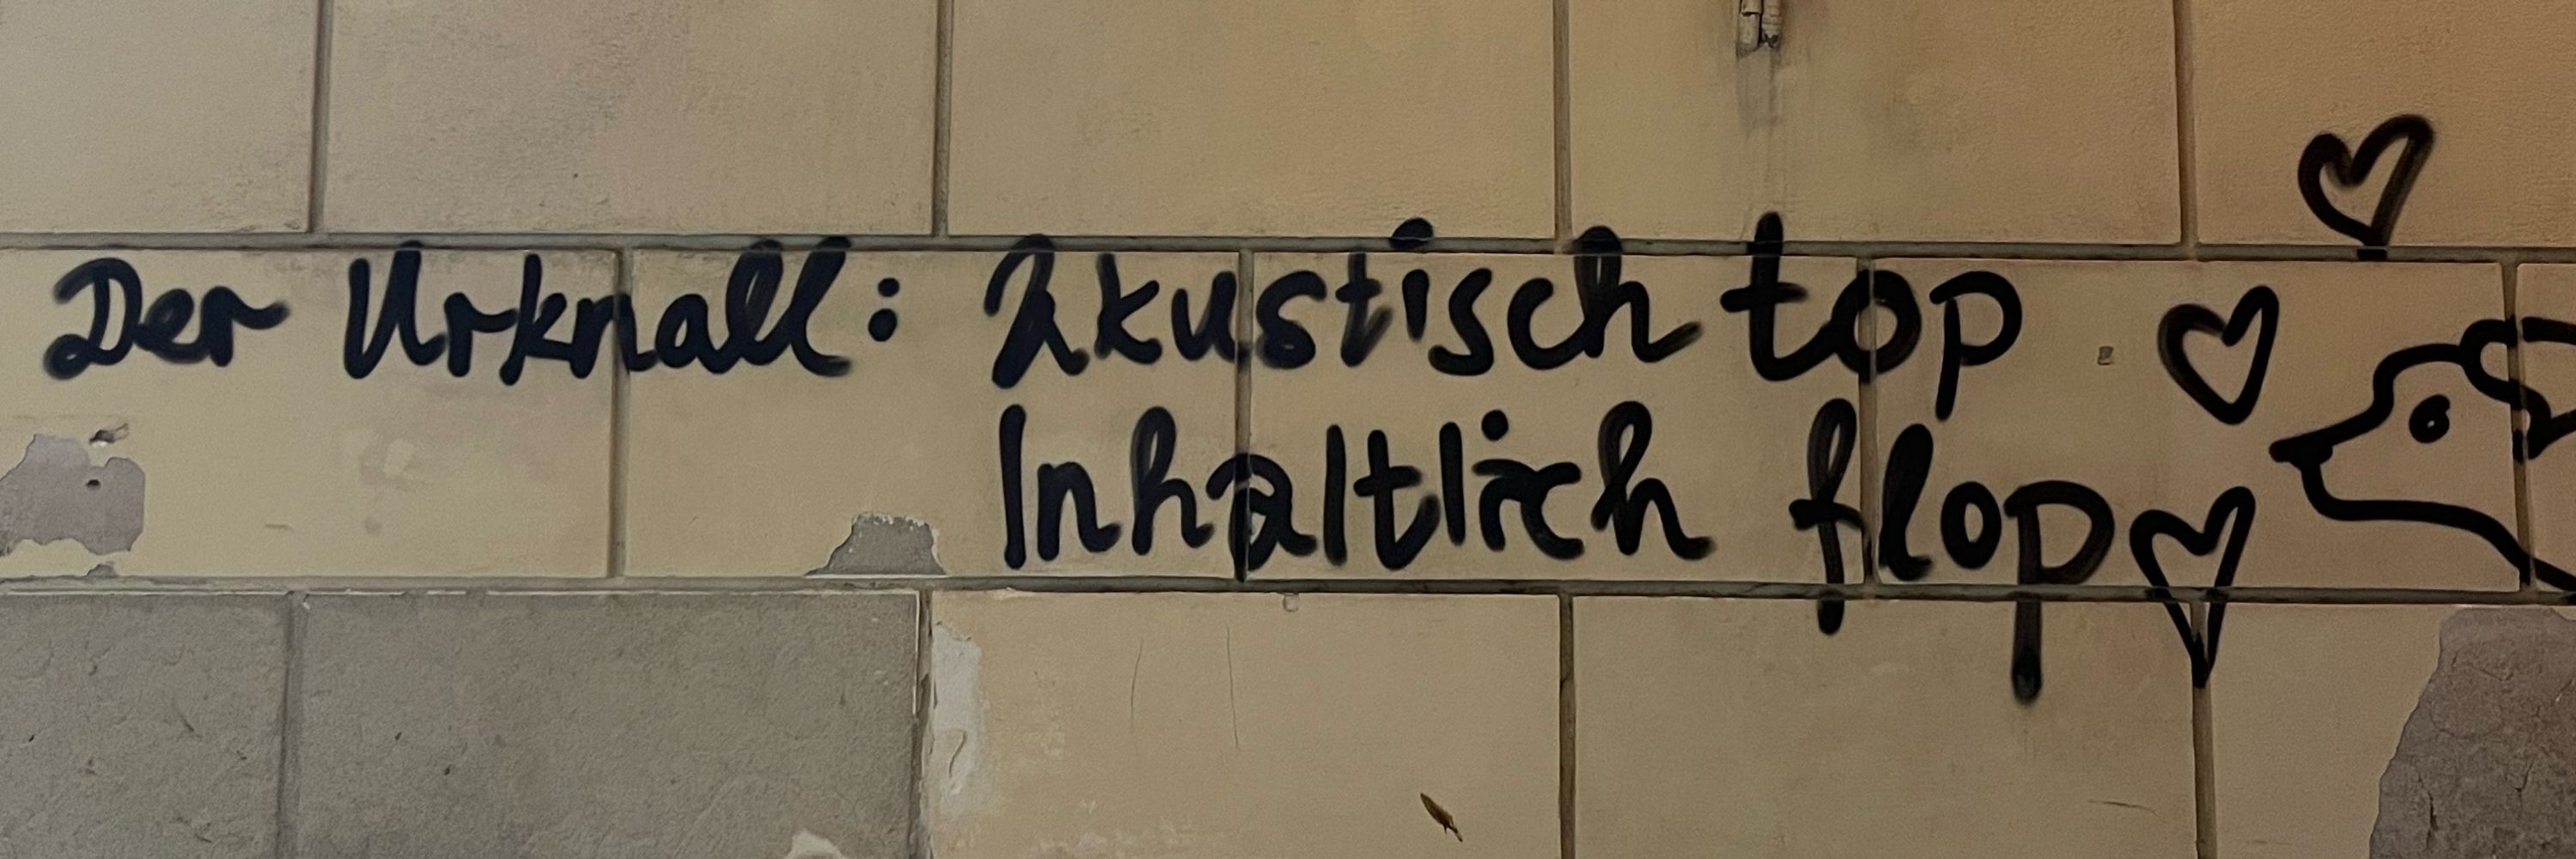 Der Urknall: Akustisch top
Inhaltlich flop